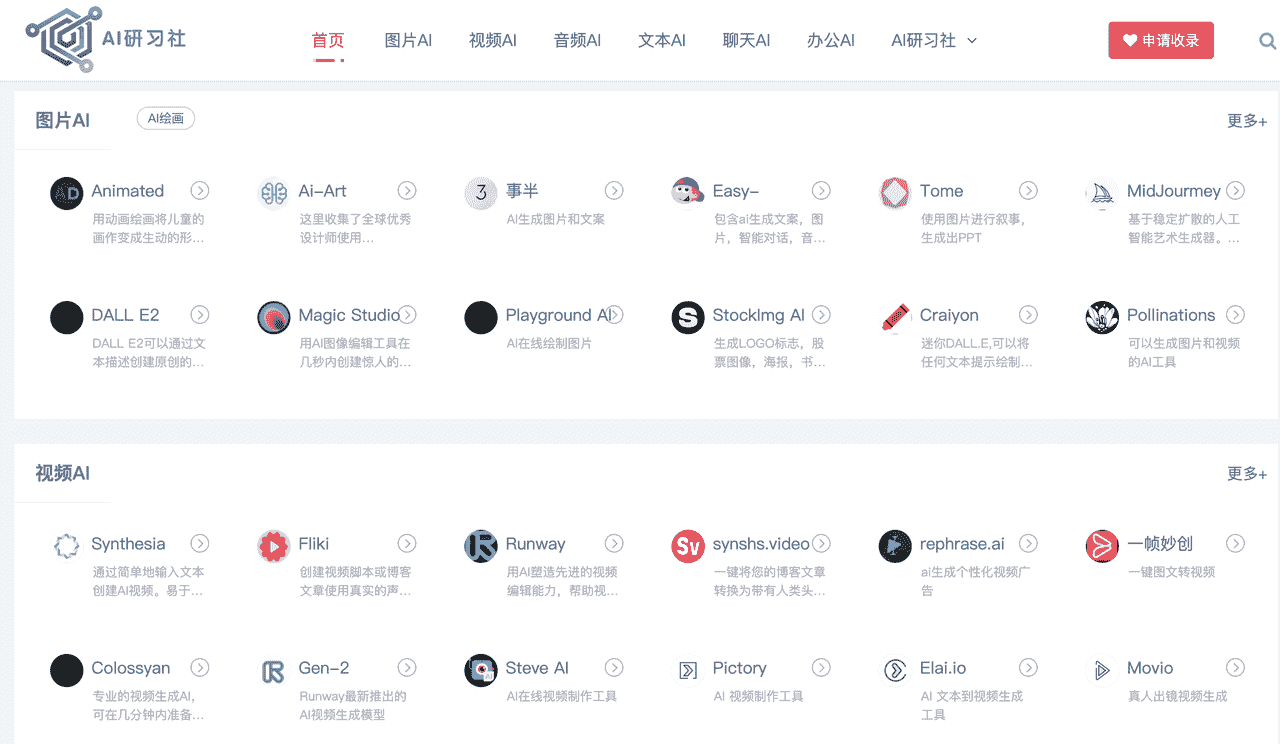 AI研习社
首页 图片AI 视频AI 音频AI 文本AI 聊天AI 办公AI AI研习社
申请收录
图片AI
AI绘画
更多+
AD
Animated
用动画绘画将儿童的
画作变成生动的形...
Ai-Art
这里收集了全球优秀
设计师使用...
3
事半
AI生成图片和文案
Easy-
包含ai生成文案，图
片，智能对话，音...
Tome
使用图片进行叙事，
生成出PPT
MidJourmey
基于稳定扩散的人工
智能艺术生成器。...
DALL E2
DALL E2可以通过文
本描述创建原创的...
Magic Studio
用AI图像编辑工具在
几秒内创建惊人的...
Playground AI
AI在线绘制图片
S
StockImg AI
生成LOGO标志，股
票图像，海报，书...
Craiyon
迷你DALL.E,可以将
任何文本提示绘制...
Pollinations
可以生成图片和视频
的AI工具
视频AI
更多+
Synthesia
通过简单地输入文本
创建AI视频。易于...
Fliki
创建视频脚本或博客
文章使用真实的声...
R
Runway
用AI塑造先进的视频
编辑能力，帮助视...
Sv
synshs.video
一键将您的博客文章
转换为带有人类头...
rephrase.ai
ai生成个性化视频广
告
一帧妙创
一键图文转视频
Colossyan
专业的视频生成AI，
可在几分钟内准备...
R
Gen-2
Runway最新推出的
AI视频生成模型
AI
Steve AI
AI在线视频制作工具
Pictory
AI 视频制作工具
Elai.io
AI 文本到视频生成
工具
Movio
真人出镜视频生成